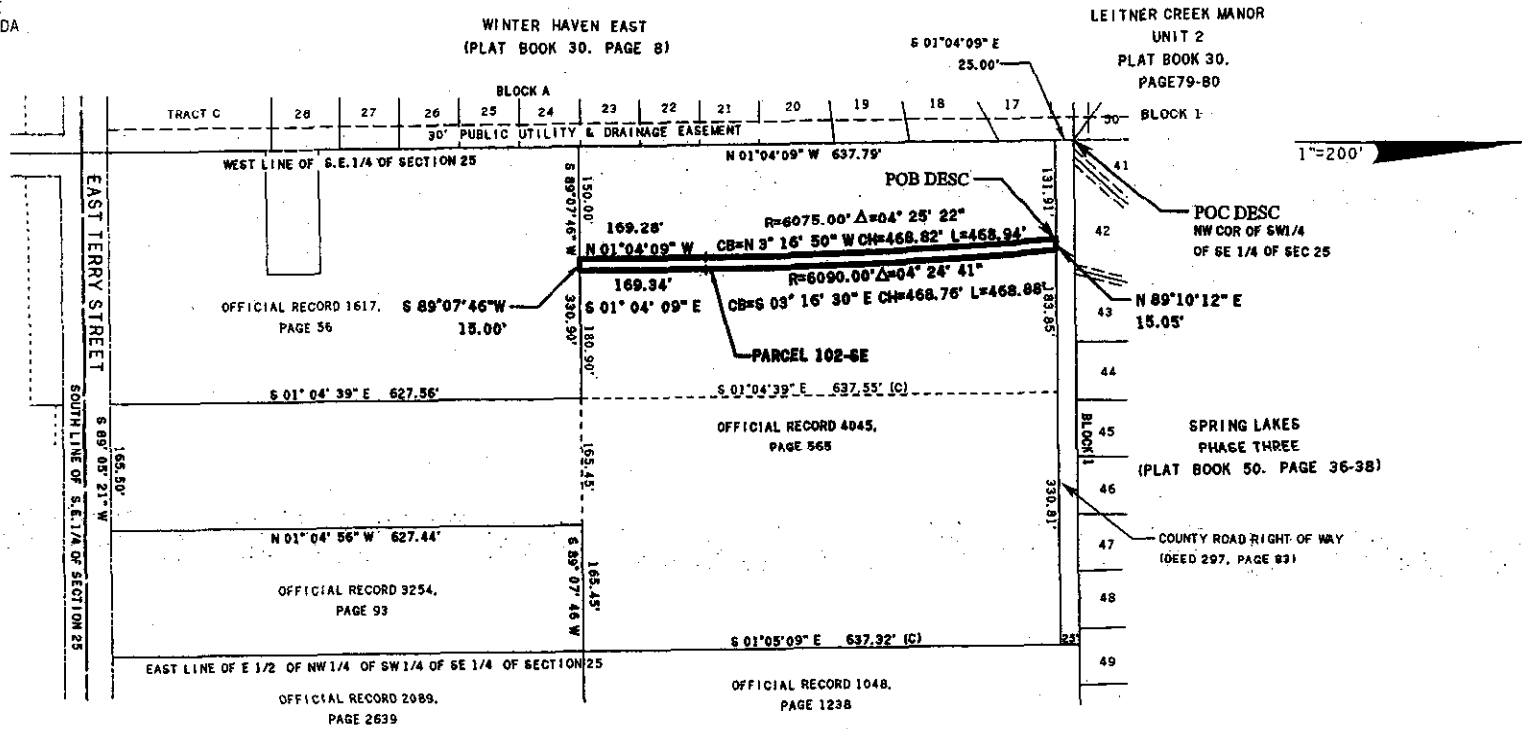 DA
WINTER HAVEN EAST
(PLAT BOOK 30. PAGE 8)
LEITNER CREEK MANOR
UNIT 2
PLAT BOOK 30.
PAGE79-80
S 01°04'09" E
25.00'
BLOCK A
TRACT C
28
27
26
25
24
23
22
21
20
19
18
17
30
BLOCK 1
30' PUBLIC UTILITY & DRAINAGE EASEMENT
WEST LINE OF S.E.1/4 OF SECTION 25
N 01°04'09" W 637.79'
1"=200'
41
EAST TERRY STREET
S 89°07'46" W
150.00'
131.91'
POB DESC
POC DESC
NW COR OF SW1/4
OF SE 1/4 OF SEC 25
42
169.28'
N 01°04'09" W
R=6075.00' Δ=04° 25' 22"
CB=N 3° 16' 50" W CH=468.82' L=468.94'
169.34'
S 01° 04' 09" E
R=6090.00' Δ=04° 24' 41"
CB=S 03° 16' 30" E CH=468.76' L=468.88'
N 89°10'12" E
15.05'
43
183.85'
OFFICIAL RECORD 1617,
PAGE 56
S 89°07'46"W
15.00'
330.90'
180.90'
PARCEL 102-SE
44
S 01° 04' 39" E 627.56'
S 01°04'39" E 637.55' (C)
SOUTH LINE OF S.E.1/4 OF SECTION 25
S 89° 05' 21" W
165.50'
165.45'
OFFICIAL RECORD 4045,
PAGE 565
BLOCK 1
45
SPRING LAKES
PHASE THREE
(PLAT BOOK 50. PAGE 36-38)
46
330.81'
N 01° 04' 56" W 627.44'
47
COUNTY ROAD RIGHT OF WAY
(DEED 297, PAGE 83)
OFFICIAL RECORD 3254,
PAGE 93
S 89° 07' 46 W
165.45'
48
S 01°05'09" E 637.32' (C)
25'
49
EAST LINE OF E 1/2 OF NW 1/4 OF SW 1/4 OF SE 1/4 OF SECTION 25
OFFICIAL RECORD 2089,
PAGE 2639
OFFICIAL RECORD 1048,
PAGE 1238